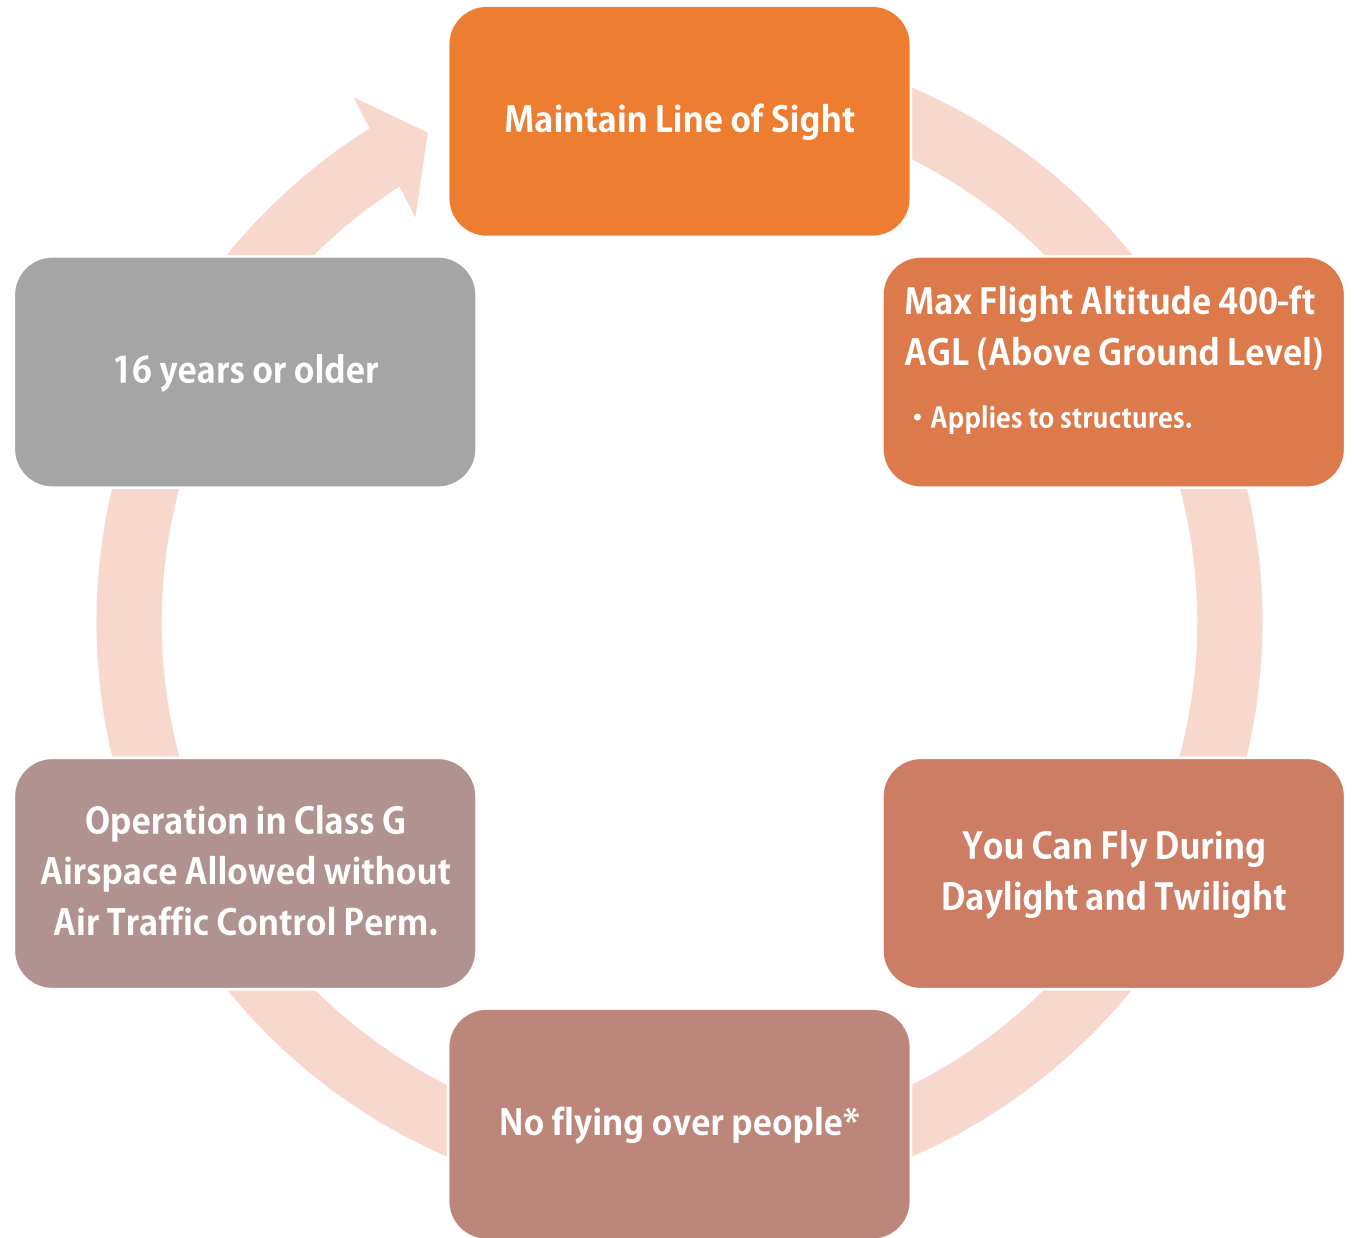 Maintain Line of Sight
Max Flight Altitude 400-ft
AGL (Above Ground Level)
• Applies to structures.
You Can Fly During
Daylight and Twilight
No flying over people*
Operation in Class G
Airspace Allowed without
Air Traffic Control Perm.
16 years or older